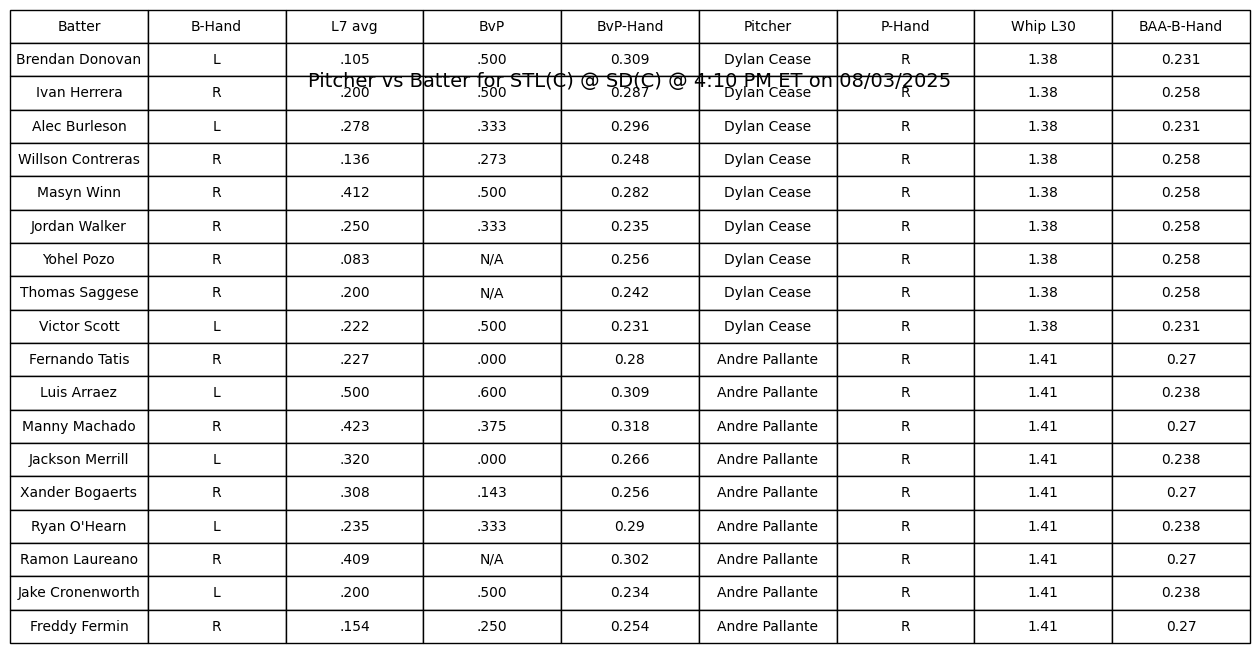 Batter B-Hand L7 avg BvP BvP-Hand Pitcher P-Hand Whip L30 BAA-B-Hand
Brendan Donovan L .105 .500 0.309 Dylan Cease R 1.38 0.231
Pitcher vs Batter for STL(C) @ SD(C) @ 4:10 PM ET on 08/03/2025
Ivan Herrera R .200 .500 0.287 Dylan Cease R 1.38 0.258
Alec Burleson L .278 .333 0.296 Dylan Cease R 1.38 0.231
Willson Contreras R .136 .273 0.248 Dylan Cease R 1.38 0.258
Masyn Winn R .412 .500 0.282 Dylan Cease R 1.38 0.258
Jordan Walker R .250 .333 0.235 Dylan Cease R 1.38 0.258
Yohel Pozo R .083 N/A 0.256 Dylan Cease R 1.38 0.258
Thomas Saggese R .200 N/A 0.242 Dylan Cease R 1.38 0.258
Victor Scott L .222 .500 0.231 Dylan Cease R 1.38 0.231
Fernando Tatis R .227 .000 0.28 Andre Pallante R 1.41 0.27
Luis Arraez L .500 .600 0.309 Andre Pallante R 1.41 0.238
Manny Machado R .423 .375 0.318 Andre Pallante R 1.41 0.27
Jackson Merrill L .320 .000 0.266 Andre Pallante R 1.41 0.238
Xander Bogaerts R .308 .143 0.256 Andre Pallante R 1.41 0.27
Ryan O'Hearn L .235 .333 0.29 Andre Pallante R 1.41 0.238
Ramon Laureano R .409 N/A 0.302 Andre Pallante R 1.41 0.27
Jake Cronenworth L .200 .500 0.234 Andre Pallante R 1.41 0.238
Freddy Fermin R .154 .250 0.254 Andre Pallante R 1.41 0.27